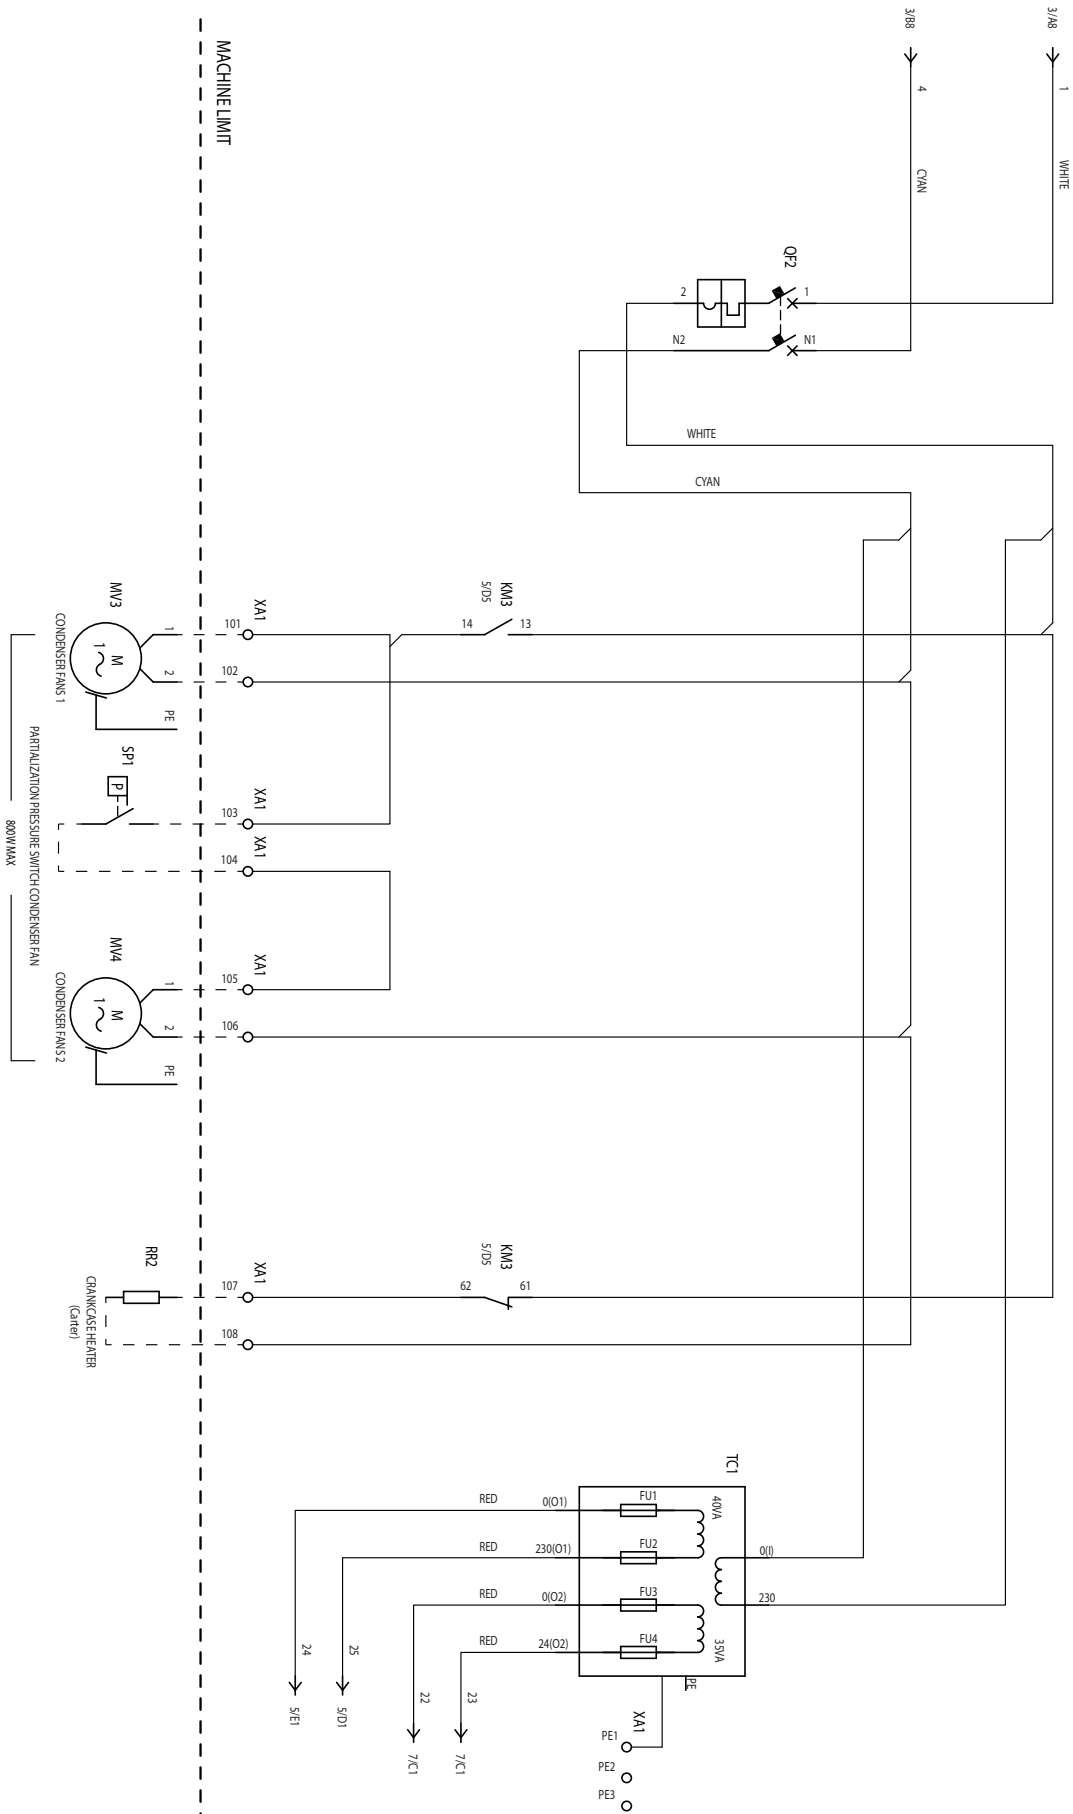 3/B8
3/A8
4
1
CYAN
WHITE
MACHINE LIMIT
QF2
2
1
N2
N1
WHITE
CYAN
MV3
CONDENSER FANS 1
M
1
1
2
PE
XA1
101
102
KM3
5/D5
14
13
SP1
P
PARTIALIZATION PRESSURE SWITCH CONDENSER FAN
800W MAX
XA1
103
XA1
104
MV4
CONDENSER FANS 2
M
1
1
2
PE
XA1
105
106
RR2
CRANKCASE HEATER
(Carter)
XA1
107
108
KM3
5/D5
62
61
TC1
40VA
35VA
RED
0(O1)
FU1
RED
230(O1)
FU2
0(I)
RED
0(O2)
FU3
230
RED
24(O2)
FU4
PE
24
5/E1
25
5/D1
22
7/C1
23
7/C1
XA1
PE1
PE2
PE3